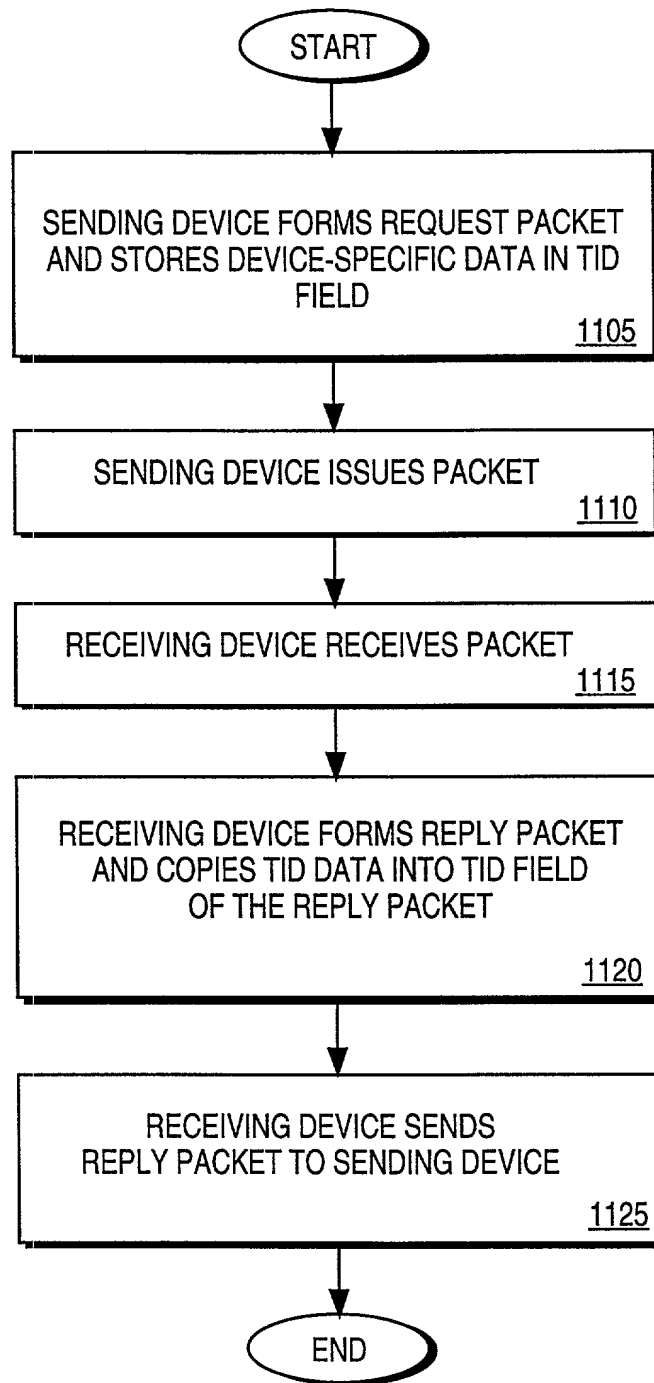 START
SENDING DEVICE FORMS REQUEST PACKET
AND STORES DEVICE-SPECIFIC DATA IN TID
FIELD
1105
SENDING DEVICE ISSUES PACKET
1110
RECEIVING DEVICE RECEIVES PACKET
1115
RECEIVING DEVICE FORMS REPLY PACKET
AND COPIES TID DATA INTO TID FIELD
OF THE REPLY PACKET
1120
RECEIVING DEVICE SENDS
REPLY PACKET TO SENDING DEVICE
1125
END